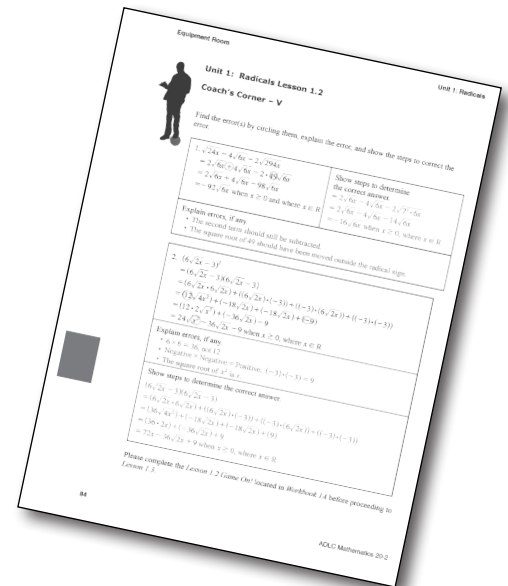 Equipment Room
Unit 1: Radicals
Unit 1: Radicals Lesson 1.2
Coach's Corner – V
Find the error(s) by circling them, explain the error, and show the steps to correct the
error.
1. √24x − 4√6x − 2√294x
= 2√6x + 4√6x − 2 • 49√6x
= 2√6x + 4√6x − 98√6x
= −92√6x when x ≥ 0 and where x ∈ R
Show steps to determine
the correct answer.
= 2√6x − 4√6x − 2√7² • 6x
= 2√6x − 4√6x − 14√6x
= −16√6x when x ≥ 0, where x ∈ R
Explain errors, if any.
• The second term should still be subtracted.
• The square root of 49 should have been moved outside the radical sign.
2. (6√2x − 3)²
= (6√2x − 3)(6√2x − 3)
= (6√2x • 6√2x) + ((6√2x) • (−3)) + ((−3) • (6√2x)) + ((−3) • (−3))
= (12√4x²) + (−18√2x) + (−18√2x) + (−9)
= (12 • 2√x²) + (−36√2x) − 9
= 24√x² − 36√2x − 9 when x ≥ 0, where x ∈ R
Explain errors, if any.
• 6 × 6 = 36, not 12
• Negative × Negative = Positive, (−3) • (−3) = 9
• The square root of x² is x.
Show steps to determine the correct answer.
(6√2x − 3)(6√2x − 3)
= (6√2x • 6√2x) + ((6√2x) • (−3)) + ((−3) • (6√2x)) + ((−3) • (−3))
= (36√4x²) + (−18√2x) + (−18√2x) + (9)
= (36 • 2x) + (−36√2x) + 9
= 72x − 36√2x + 9 when x ≥ 0, where x ∈ R
Please complete the Lesson 1.2 Game On! located in Workbook 1A before proceeding to
Lesson 1.3.
84
ADLC Mathematics 20-2